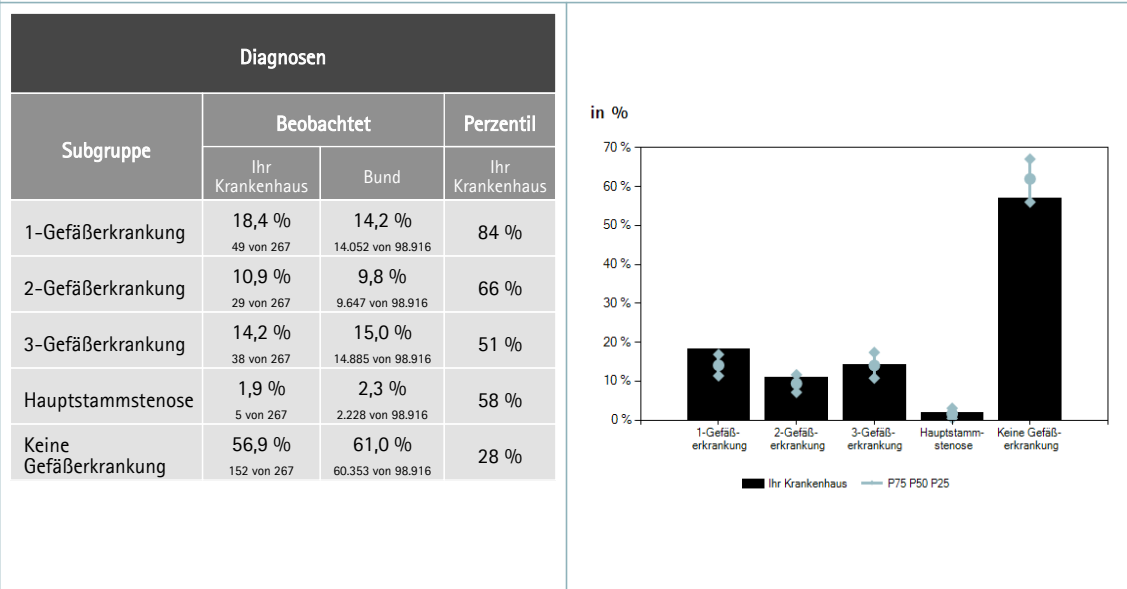 Diagnosen
Subgruppe
Beobachtet
Perzentil
Ihr
Krankenhaus
Bund
Ihr
Krankenhaus
1-Gefäßerkrankung
18,4 %
49 von 267
14,2 %
14.052 von 98.916
84 %
2-Gefäßerkrankung
10,9 %
29 von 267
9,8 %
9.647 von 98.916
66 %
3-Gefäßerkrankung
14,2 %
38 von 267
15,0 %
14.885 von 98.916
51 %
Hauptstammstenose
1,9 %
5 von 267
2,3 %
2.228 von 98.916
58 %
Keine
Gefäßerkrankung
56,9 %
152 von 267
61,0 %
60.353 von 98.916
28 %
in %
70 %
60 %
50 %
40 %
30 %
20 %
10 %
0 %
1-Gefäß-
erkrankung
2-Gefäß-
erkrankung
3-Gefäß-
erkrankung
Hauptstamm-
stenose
Keine Gefäß-
erkrankung
Ihr Krankenhaus
P75 P50 P25